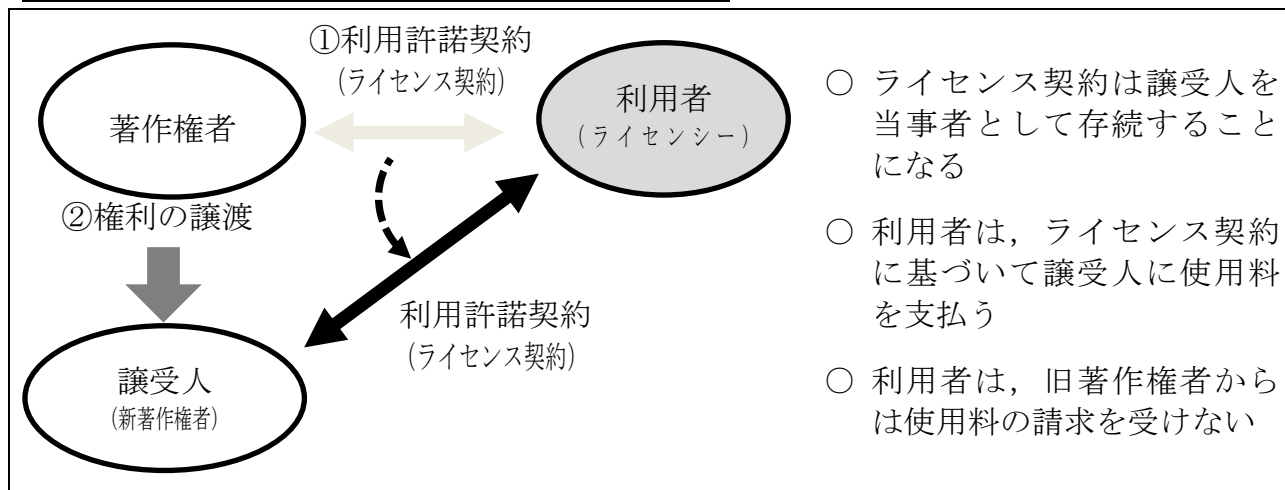 ①利用許諾契約
(ライセンス契約)
著作権者
利用者
(ライセンシー)
②権利の譲渡
利用許諾契約
(ライセンス契約)
譲受人
(新著作権者)
○ ライセンス契約は譲受人を
当事者として存続すること
になる
○ 利用者は，ライセンス契約
に基づいて譲受人に使用料
を支払う
○ 利用者は，旧著作権者から
は使用料の請求を受けない